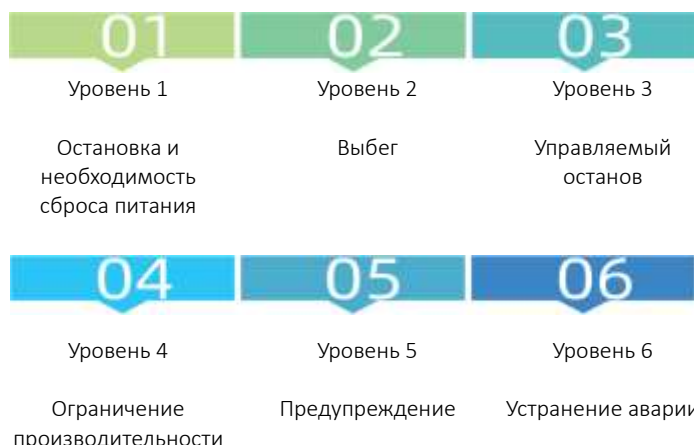 01 02 03
Уровень 1 Уровень 2 Уровень 3
Остановка и Выбег Управляемый
необходимость останов
сброса питания
04 05 06
Уровень 4 Уровень 5 Уровень 6
Ограничение Предупреждение Устранение аварии
производительности